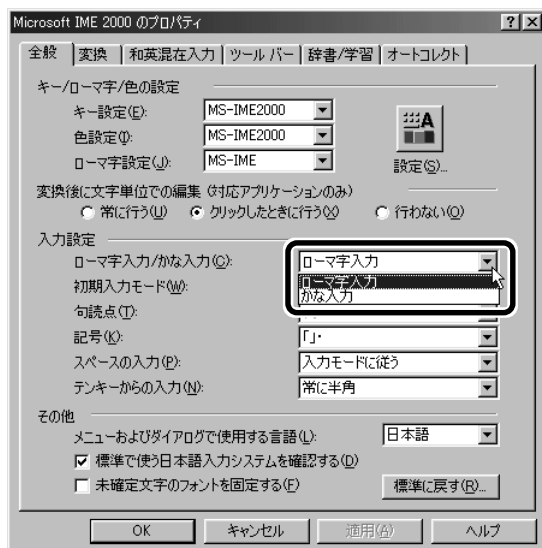 Microsoft IME 2000 のプロパティ
全般 変換 和英混在入力 ツール バー 辞書/学習 オートコレクト
キー/ローマ字/色の設定
キー設定(E): MS-IME2000
色設定(I): MS-IME2000
ローマ字設定(J): MS-IME
設定(S)...
変換後に文字単位での編集 (対応アプリケーションのみ)
常に行う(U) クリックしたときに行う(X) 行わない(O)
入力設定
ローマ字入力/かな入力(C): ローマ字入力
ローマ字入力
初期入力モード(W):
かな入力
句読点(T):
記号(K): 「」・
スペースの入力(P): 入力モードに従う
テンキーからの入力(N): 常に半角
その他
メニューおよびダイアログで使用する言語(L): 日本語
標準で使う日本語入力システムを確認する(D)
未確定文字のフォントを固定する(F) 標準に戻す(R)...
OK キャンセル 適用(A) ヘルプ